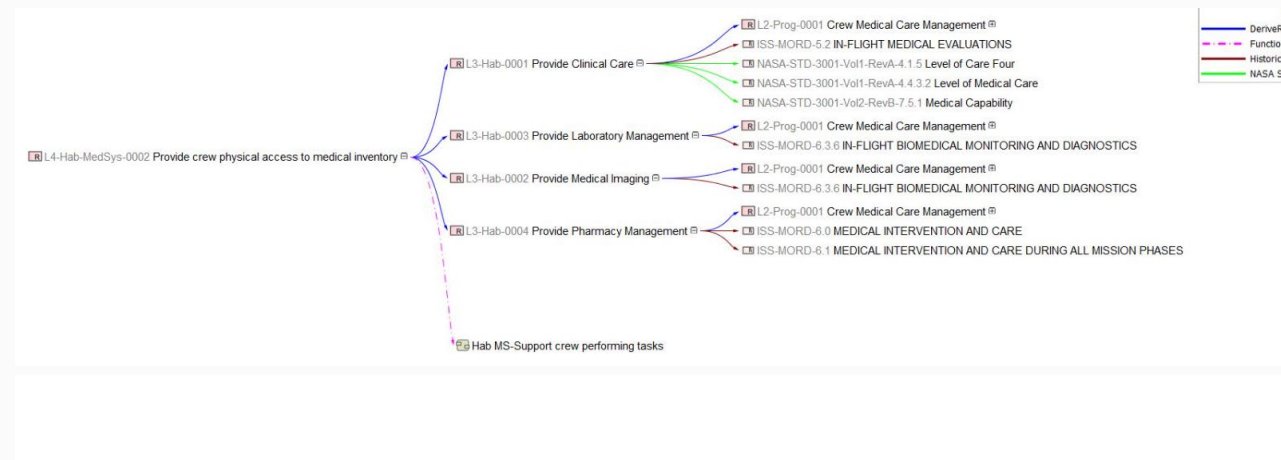 L2-Prog-0001 Crew Medical Care Management
ISS-MORD-5.2 IN-FLIGHT MEDICAL EVALUATIONS
L3-Hab-0001 Provide Clinical Care
NASA-STD-3001-Vol1-RevA-4.1.5 Level of Care Four
NASA-STD-3001-Vol1-RevA-4.4.3.2 Level of Medical Care
NASA-STD-3001-Vol2-RevB-7.5.1 Medical Capability
L2-Prog-0001 Crew Medical Care Management
L3-Hab-0003 Provide Laboratory Management
ISS-MORD-6.3.6 IN-FLIGHT BIOMEDICAL MONITORING AND DIAGNOSTICS
L4-Hab-MedSys-0002 Provide crew physical access to medical inventory
L2-Prog-0001 Crew Medical Care Management
L3-Hab-0002 Provide Medical Imaging
ISS-MORD-6.3.6 IN-FLIGHT BIOMEDICAL MONITORING AND DIAGNOSTICS
L2-Prog-0001 Crew Medical Care Management
L3-Hab-0004 Provide Pharmacy Management
ISS-MORD-6.0 MEDICAL INTERVENTION AND CARE
ISS-MORD-6.1 MEDICAL INTERVENTION AND CARE DURING ALL MISSION PHASES
Hab MS-Support crew performing tasks
DeriveR
Functio
Historic
NASA S